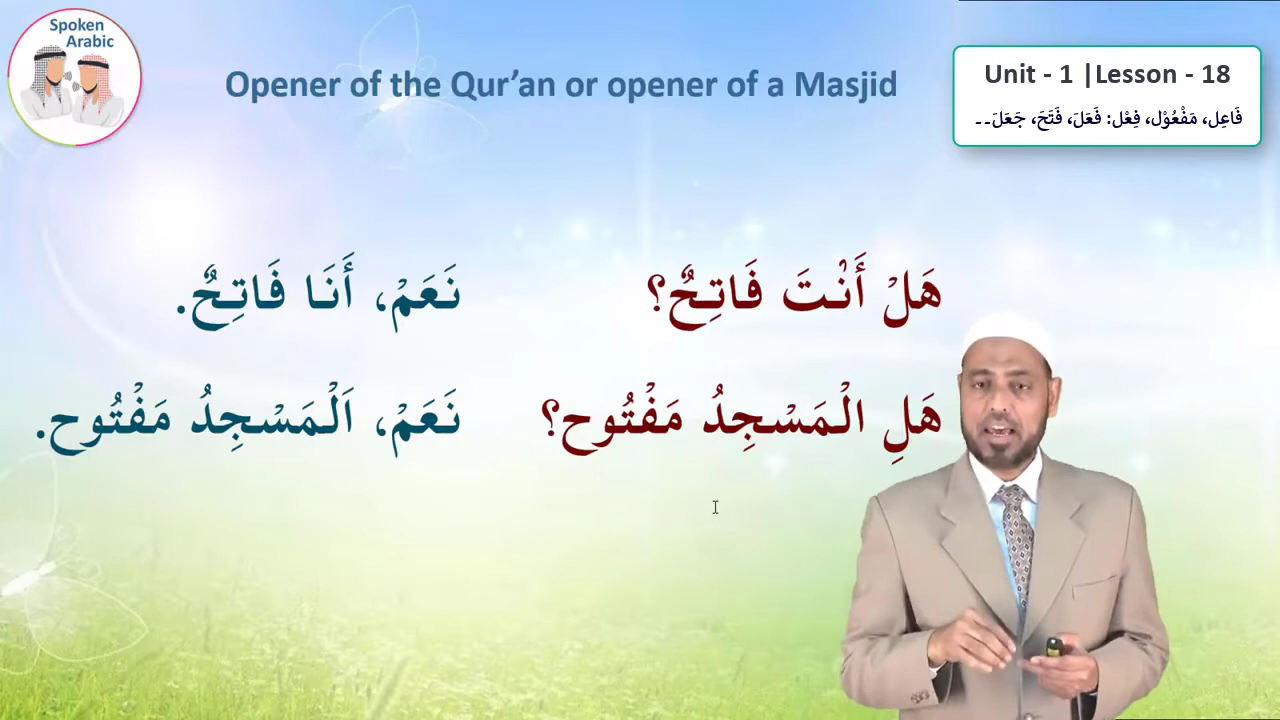 Spoken
Arabic
Opener of the Qur’an or opener of a Masjid
Unit - 1 |Lesson - 18
فَاعِل، مَفْعُوْل، فِعْل: فَعَلَ، فَتَحَ، جَعَلَ۔۔
هَلْ أَنْتَ فَاتِحٌ؟ نَعَمْ، أَنَا فَاتِحٌ.
هَلِ الْمَسْجِدُ مَفْتُوح؟ نَعَمْ، اَلْمَسْجِدُ مَفْتُوح.